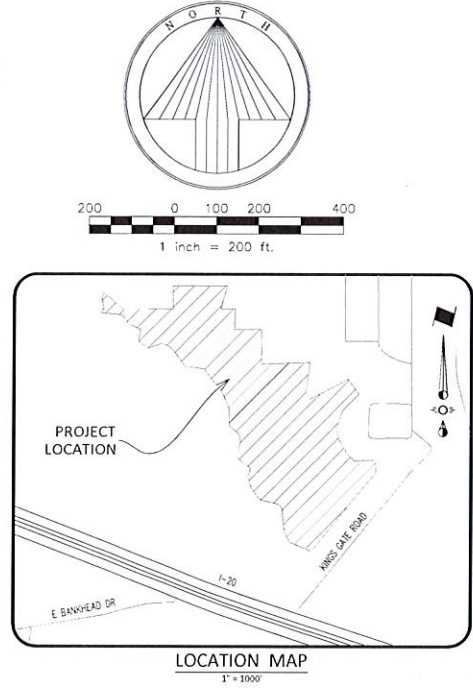 NORTH
200 0 100 200 400
1 inch = 200 ft.
PROJECT
LOCATION
KINGS GATE ROAD
I-20
E BANKHEAD DR
LOCATION MAP
1" = 1000'